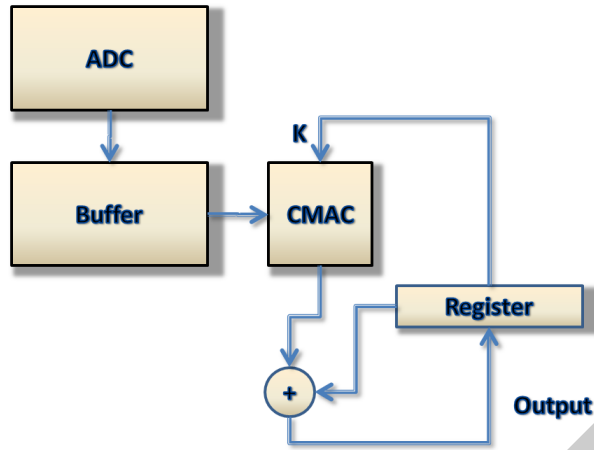 ADC
K
Buffer
CMAC
Register
+
Output